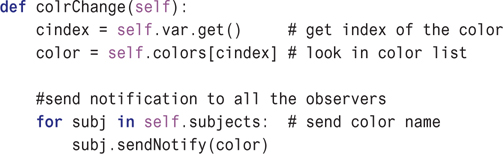 def colrChange(self):
    cindex = self.var.get()     # get index of the color
    color = self.colors[cindex] # look in color list

    #send notification to all the observers
    for subj in self.subjects:  # send color name
        subj.sendNotify(color)